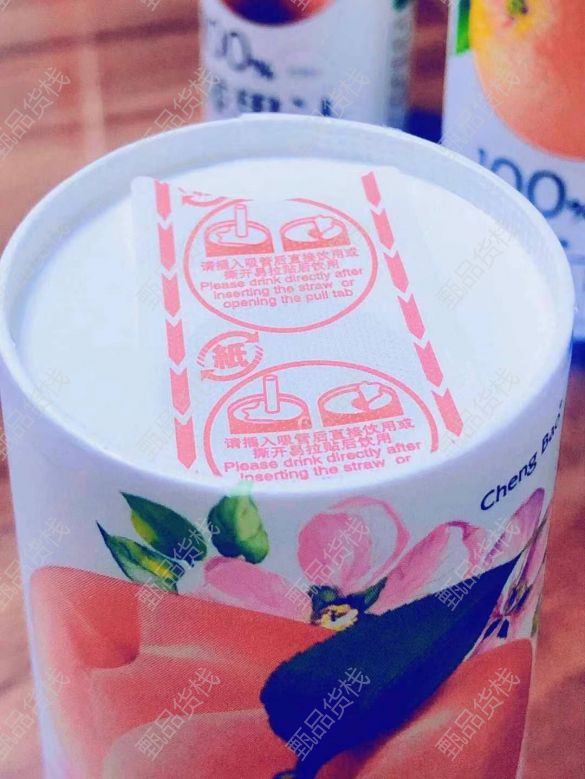 100%
100%
请插入吸管后直接饮用或
撕开易拉贴后饮用
Please drink directly after
inserting the straw or
opening the pull tab
紙
请插入吸管后直接饮用或
撕开易拉贴后饮用
Please drink directly after
inserting the straw or
Cheng Bao
甄品货栈